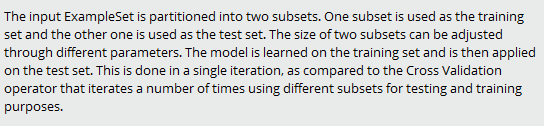 The input ExampleSet is partitioned into two subsets. One subset is used as the training
set and the other one is used as the test set. The size of two subsets can be adjusted
through different parameters. The model is learned on the training set and is then applied
on the test set. This is done in a single iteration, as compared to the Cross Validation
operator that iterates a number of times using different subsets for testing and training
purposes.